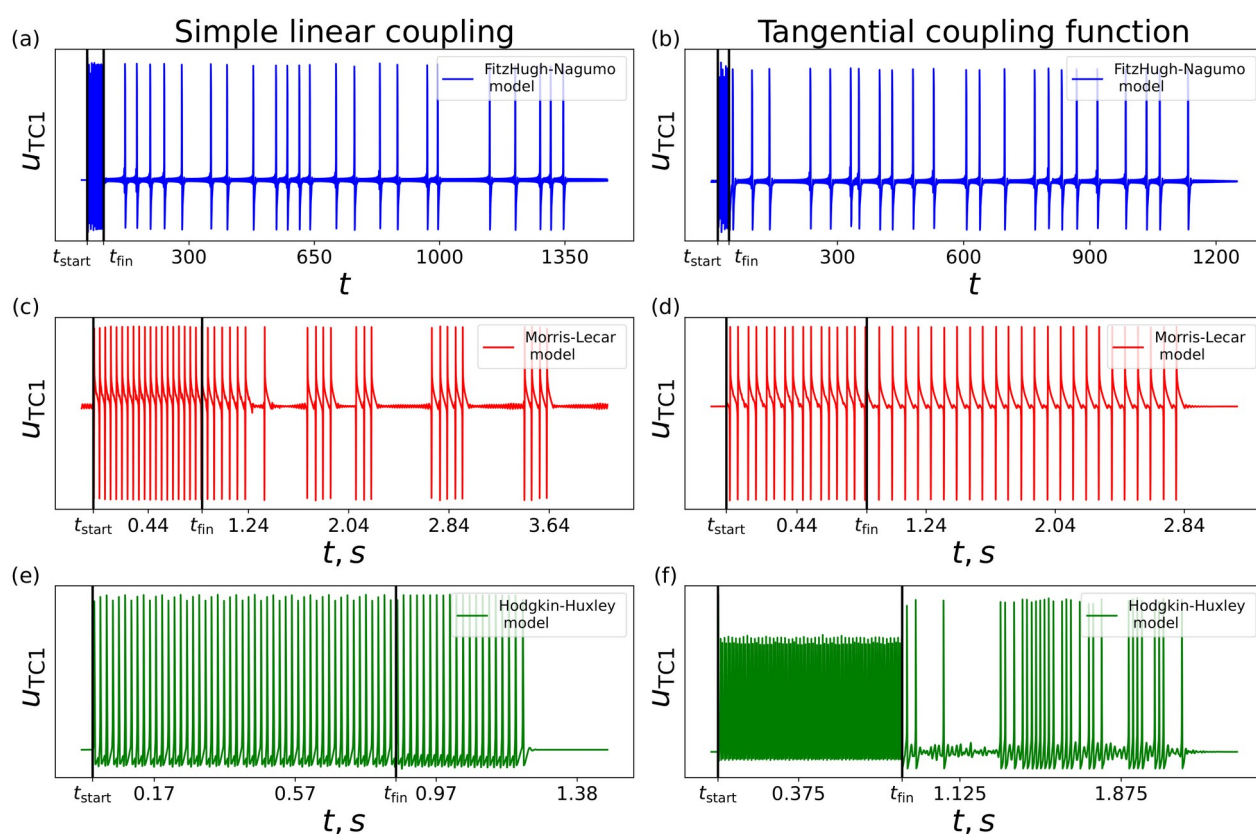 Simple linear coupling
Tangential coupling function
(a)
u_TC1
FitzHugh-Nagumo
model
t_start
t_fin
300
650
1000
1350
t
(b)
u_TC1
FitzHugh-Nagumo
model
t_start
t_fin
300
600
900
1200
t
(c)
u_TC1
Morris-Lecar
model
t_start
0.44
t_fin
1.24
2.04
2.84
3.64
t, s
(d)
u_TC1
Morris-Lecar
model
t_start
0.44
t_fin
1.24
2.04
2.84
t, s
(e)
u_TC1
Hodgkin-Huxley
model
t_start
0.17
0.57
t_fin
0.97
1.38
t, s
(f)
u_TC1
Hodgkin-Huxley
model
t_start
0.375
t_fin
1.125
1.875
t, s